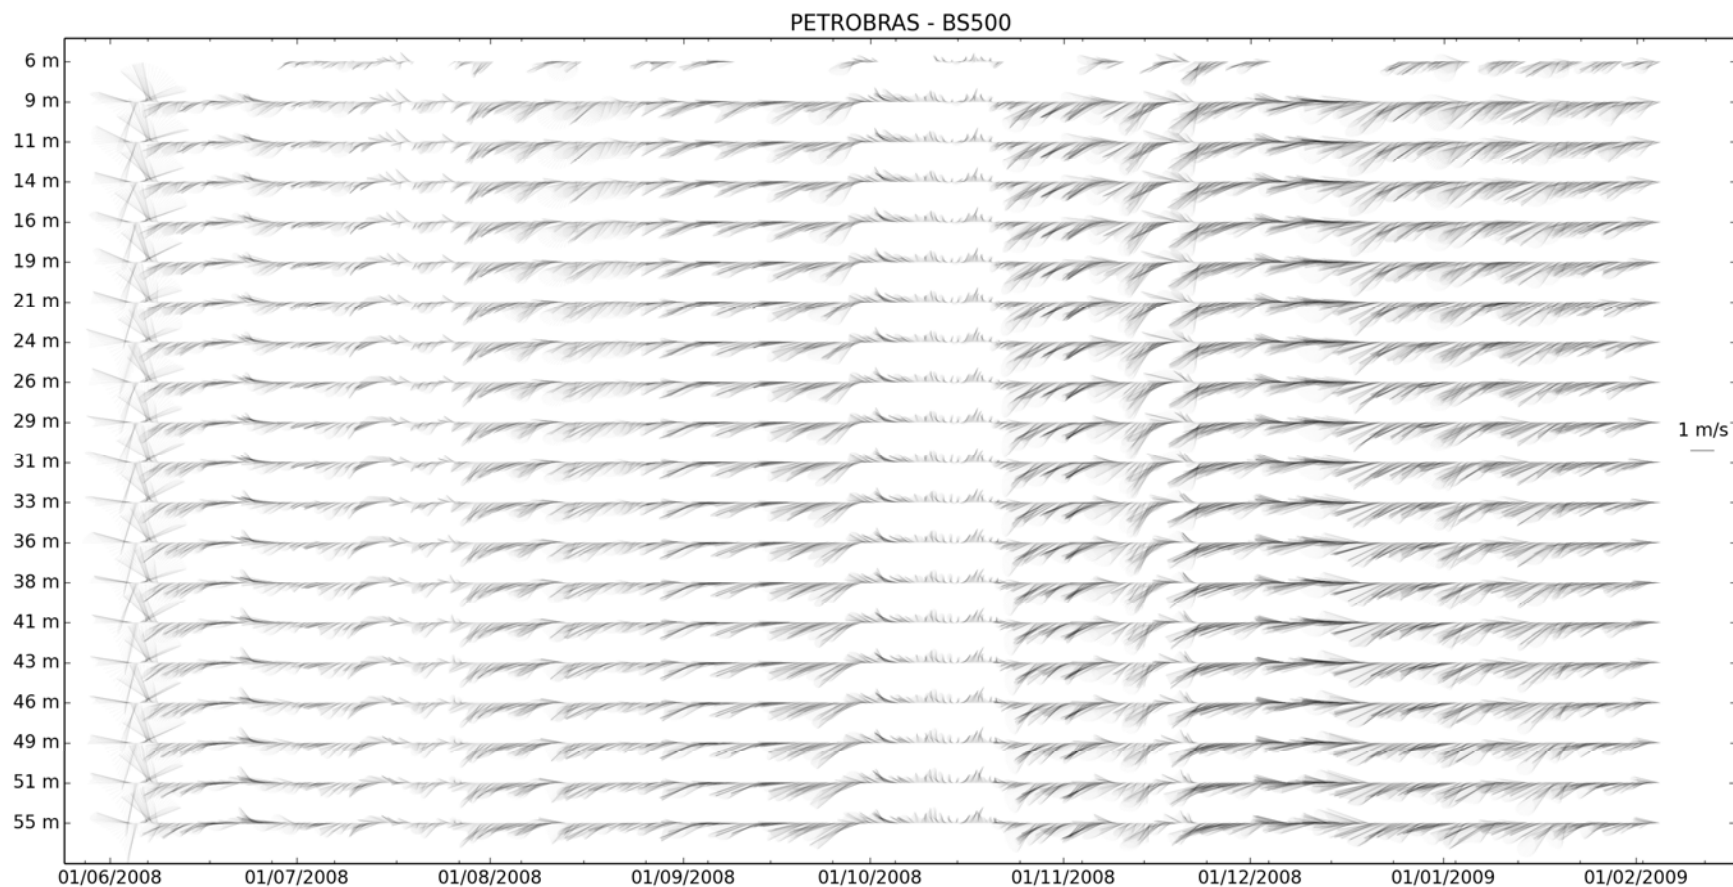 PETROBRAS - BS500
6 m
9 m
11 m
14 m
16 m
19 m
21 m
24 m
26 m
29 m
1 m/s
31 m
33 m
36 m
38 m
41 m
43 m
46 m
49 m
51 m
55 m
01/06/2008 01/07/2008 01/08/2008 01/09/2008 01/10/2008 01/11/2008 01/12/2008 01/01/2009 01/02/2009